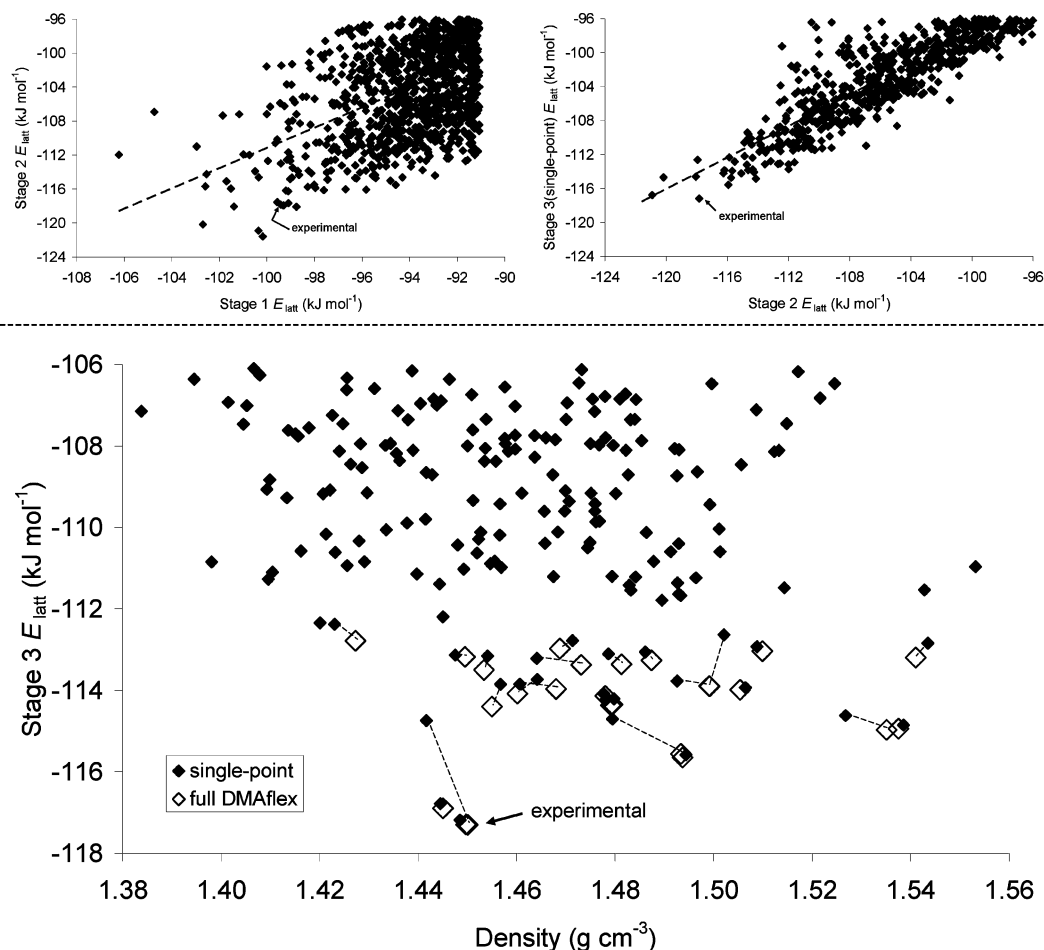 -96
-100
-104
-108
-112
-116
-120
-124
Stage 2 E latt (kJ mol⁻¹)
experimental
-108 -106 -104 -102 -100 -98 -96 -94 -92 -90
Stage 1 E latt (kJ mol⁻¹)
-96
-100
-104
-108
-112
-116
-120
-124
Stage 3(single-point) E latt (kJ mol⁻¹)
experimental
-124 -120 -116 -112 -108 -104 -100 -96
Stage 2 E latt (kJ mol⁻¹)
-106
-108
-110
-112
-114
-116
-118
Stage 3 E latt (kJ mol⁻¹)
single-point
full DMAflex
experimental
1.38 1.40 1.42 1.44 1.46 1.48 1.50 1.52 1.54 1.56
Density (g cm⁻³)